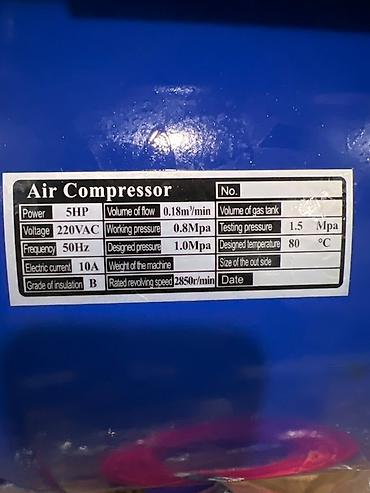 Air Compressor No.
Power 5HP Volume of flow 0.18m³/min Volume of gas tank
Voltage 220VAC Working pressure 0.8Mpa Testing pressure 1.5 Mpa
Frequency 50Hz Designed pressure 1.0Mpa Designed temperature 80 °C
Electric current 10A Weight of the machine Size of the out side
Grade of insulation B Rated revolving speed 2850r/min Date